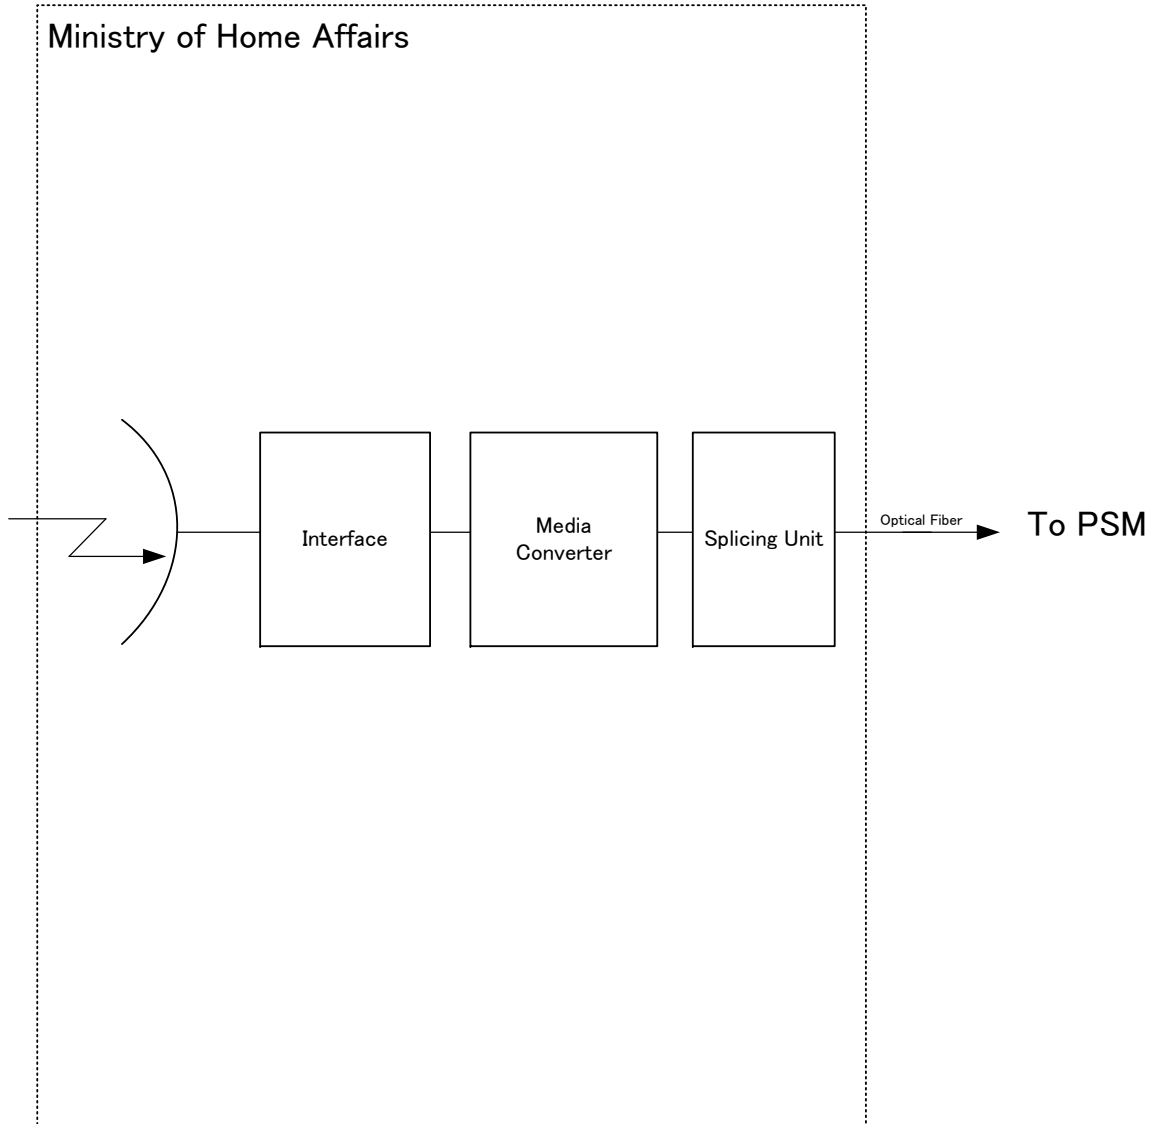 Ministry of Home Affairs
Interface
Media
Converter
Splicing Unit
Optical Fiber
To PSM